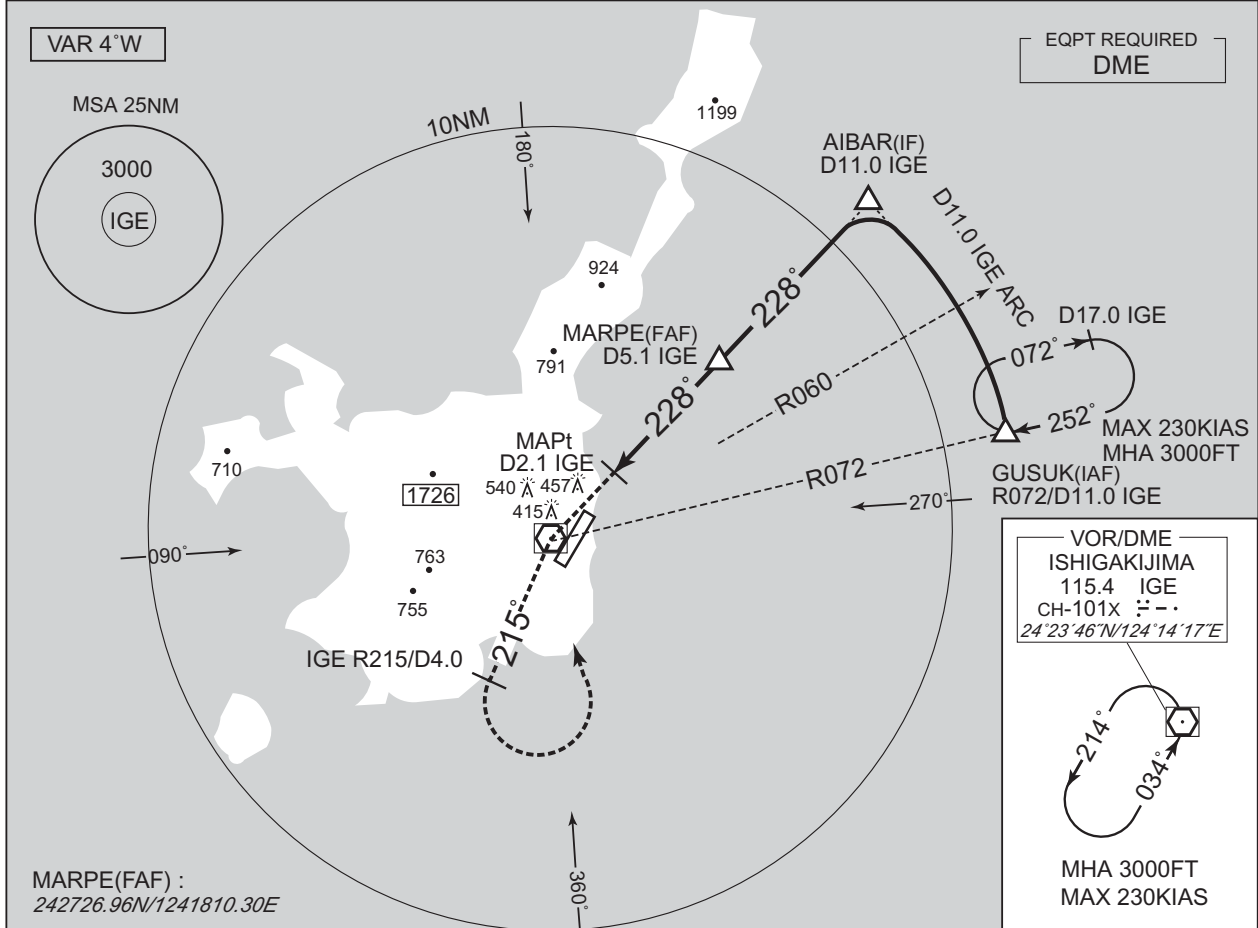 VAR 4°W
EQPT REQUIRED
DME
MSA 25NM
3000
IGE
10NM
180°
1199
AIBAR(IF)
D11.0 IGE
D11.0 IGE ARC
924
228°
D17.0 IGE
MARPE(FAF)
D5.1 IGE
791
072°
R060
228°
252°
MAX 230KIAS
MHA 3000FT
MAPt
D2.1 IGE
710
1726
540
457
415
R072
GUSUK(IAF)
R072/D11.0 IGE
270°
090°
763
755
VOR/DME
ISHIGAKIJIMA
115.4 IGE
CH-101X
24°23′46″N/124°14′17″E
215°
IGE R215/D4.0
214°
034°
360°
MHA 3000FT
MAX 230KIAS
MARPE(FAF) :
242726.96N/1241810.30E